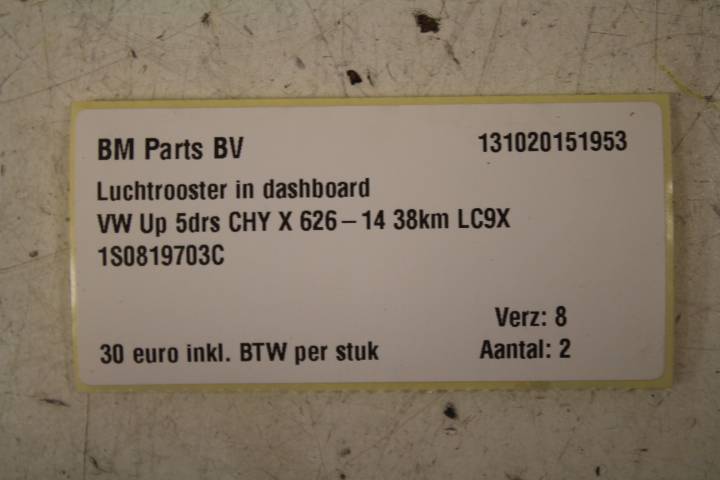 BM Parts BV 131020151953
Luchtrooster in dashboard
VW Up 5drs CHY X 626 – 14 38km LC9X
1S0819703C
Verz: 8
30 euro inkl. BTW per stuk Aantal: 2